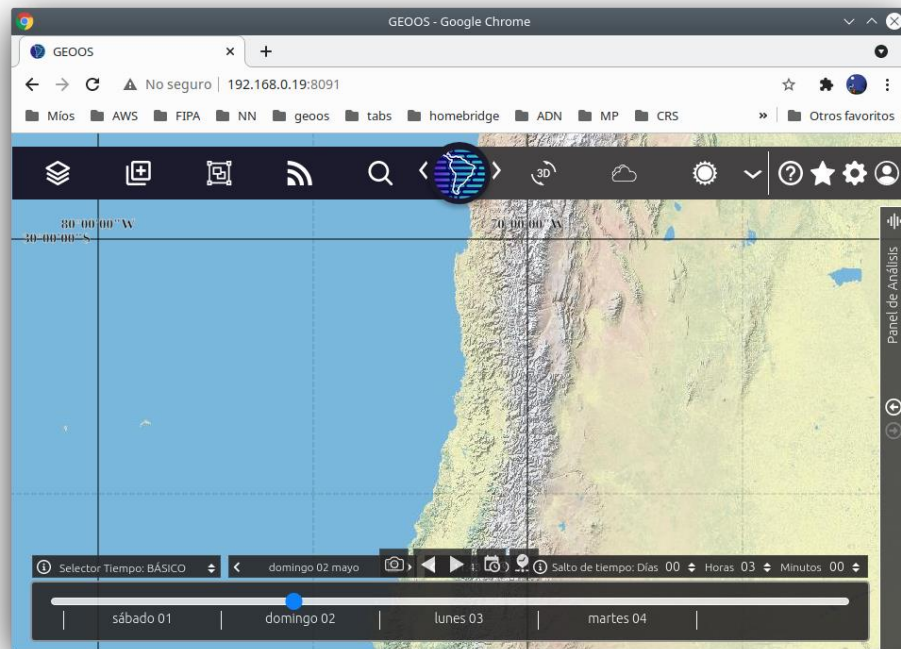 GEOOS - Google Chrome
GEOOS
No seguro 192.168.0.19:8091
Míos AWS FIPA NN geoos tabs homebridge ADN MP CRS » Otros favoritos
3D
80°00'00"W 70°00'00"W
30°00'00"S
Panel de Análisis
Selector Tiempo: BÁSICO domingo 02 mayo Salto de tiempo: Días 00 Horas 03 Minutos 00
sábado 01 domingo 02 lunes 03 martes 04